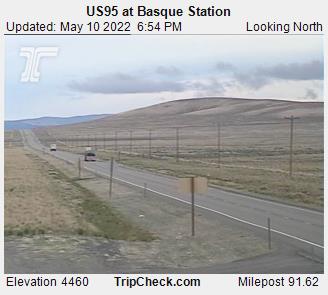 US95 at Basque Station
Updated: May 10 2022 6:54 PM Looking North
Elevation 4460 TripCheck.com Milepost 91.62